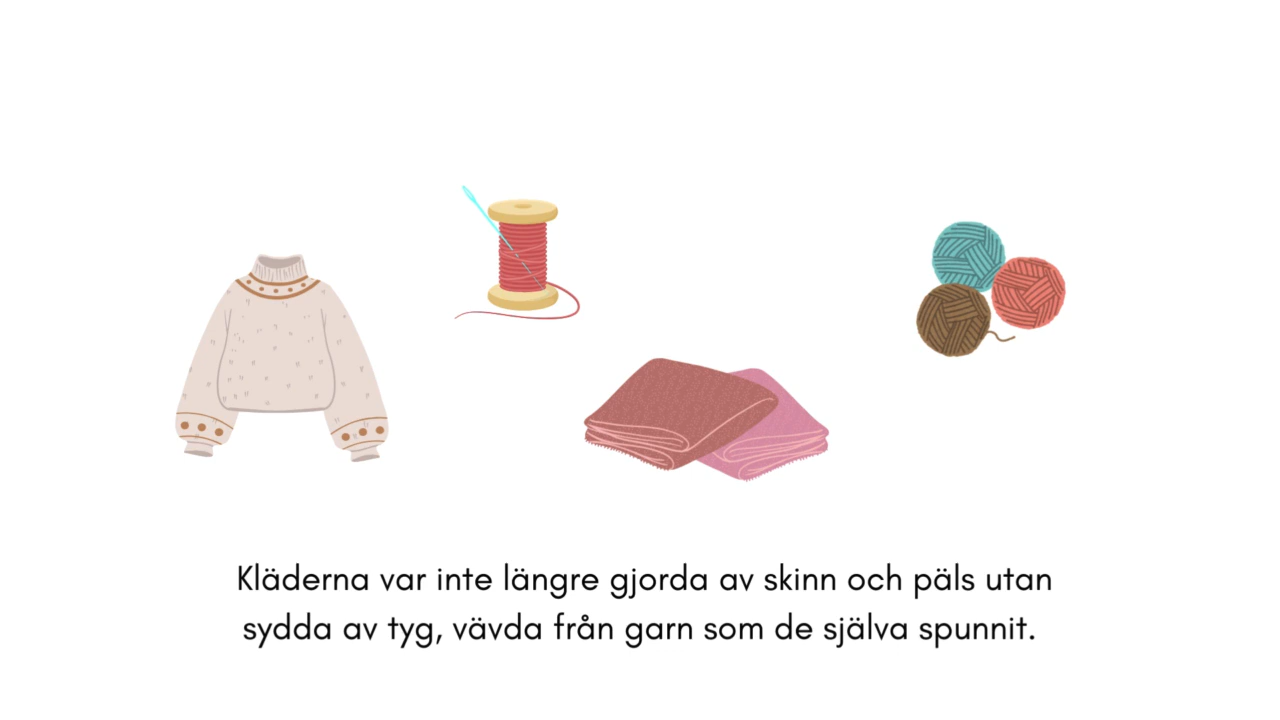 Kläderna var inte längre gjorda av skinn och päls utan
sydda av tyg, vävda från garn som de själva spunnit.